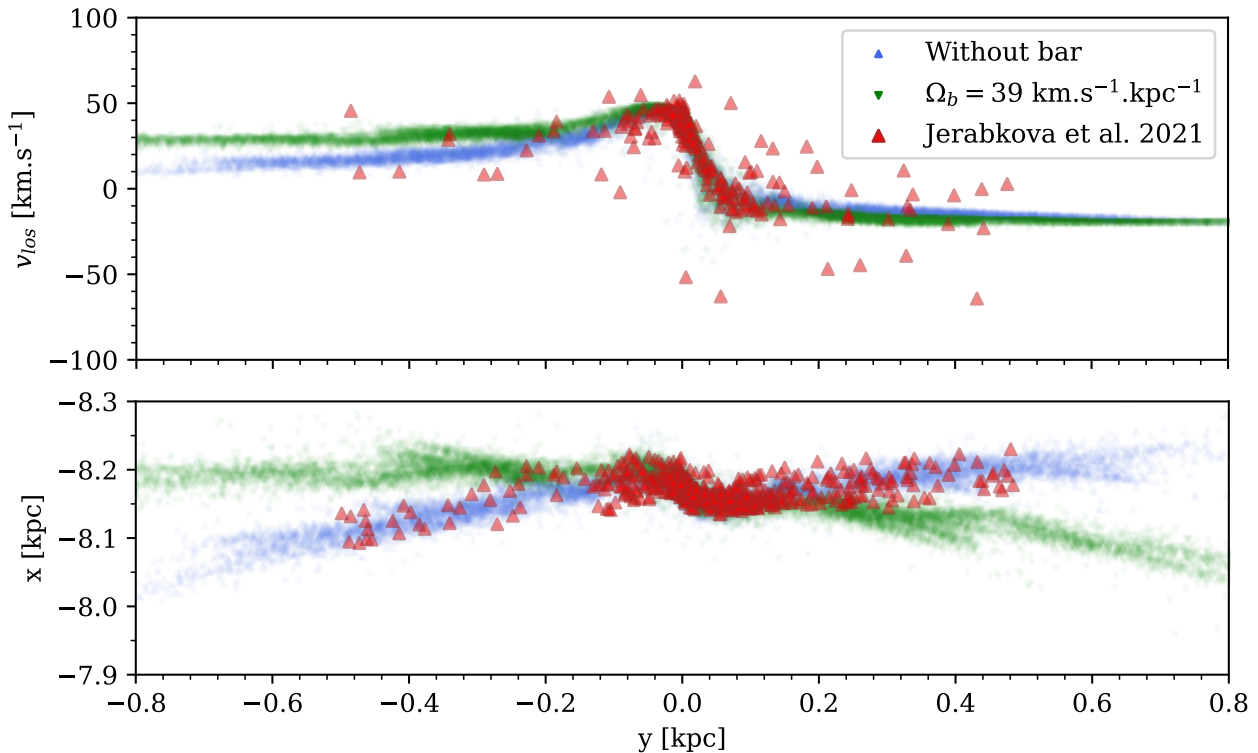 100
50
0
−50
−100
v_los [km.s⁻¹]
Without bar
Ω_b = 39 km.s⁻¹.kpc⁻¹
Jerabkova et al. 2021
−8.3
−8.2
−8.1
−8.0
−7.9
x [kpc]
−0.8 −0.6 −0.4 −0.2 0.0 0.2 0.4 0.6 0.8
y [kpc]